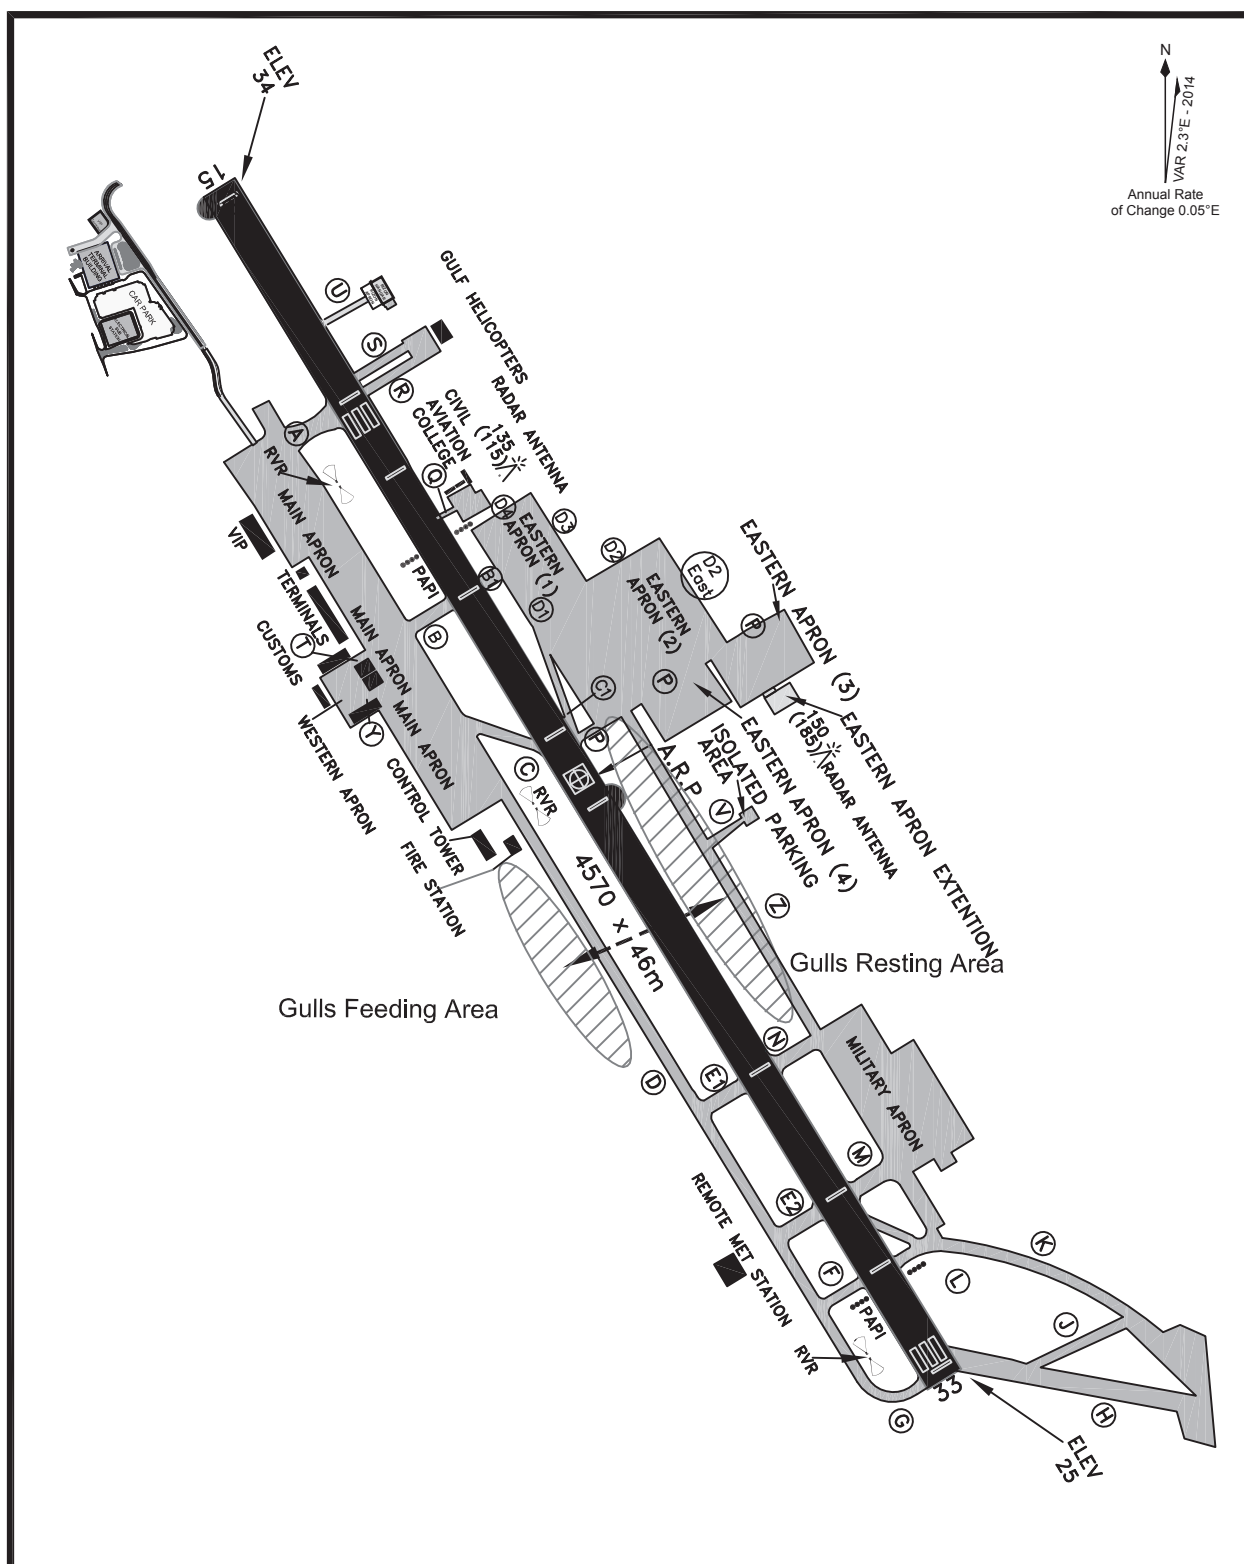 N
VAR 2.3°E - 2014
Annual Rate
of Change 0.05°E
ELEV
34
15
ARRIVAL
TERMINAL
BUILDING
CAR PARK
U
S
R
GULF HELICOPTERS
RADAR ANTENNA
135
(115)
CIVIL
AVIATION
COLLEGE
Q
A
RVR
MAIN APRON
VIP
TERMINALS
CUSTOMS
T
MAIN APRON
MAIN APRON
WESTERN APRON
Y
CONTROL TOWER
FIRE STATION
PAPI
B
B1
D4
D3
D2
D2
East
EASTERN
APRON (1)
D1
EASTERN
APRON (2)
P
EASTERN APRON (3)
P
C1
P
A.R.P
C
RVR
ISOLATED PARKING
AREA
EASTERN APRON (4)
150
(185)
RADAR ANTENNA
EASTERN APRON EXTENTION
V
Z
4570 x 46m
Gulls Resting Area
Gulls Feeding Area
D
E1
N
MILITARY APRON
M
E2
F
REMOTE MET STATION
RVR
PAPI
K
L
J
H
G
33
ELEV
25